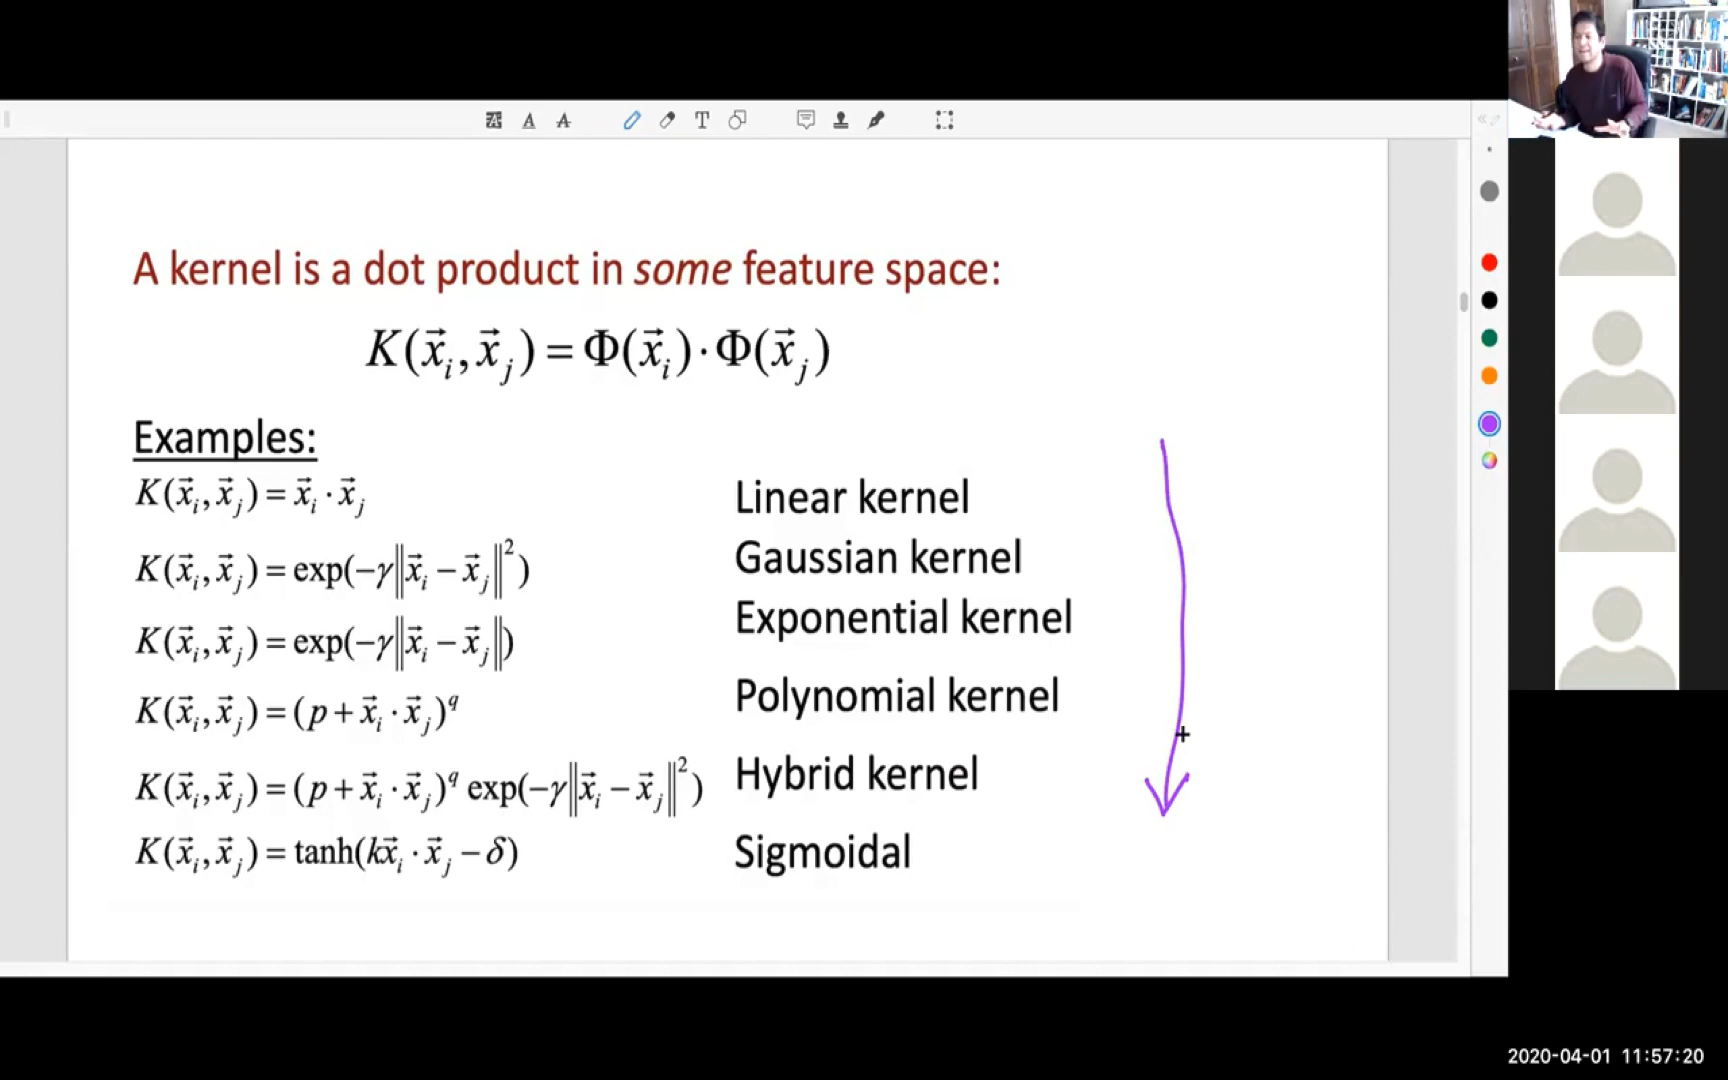 A kernel is a dot product in some feature space:
K(x⃗ᵢ, x⃗ⱼ) = Φ(x⃗ᵢ) · Φ(x⃗ⱼ)
Examples:
K(x⃗ᵢ, x⃗ⱼ) = x⃗ᵢ · x⃗ⱼ Linear kernel
K(x⃗ᵢ, x⃗ⱼ) = exp(−γ‖x⃗ᵢ − x⃗ⱼ‖²) Gaussian kernel
K(x⃗ᵢ, x⃗ⱼ) = exp(−γ‖x⃗ᵢ − x⃗ⱼ‖) Exponential kernel
K(x⃗ᵢ, x⃗ⱼ) = (p + x⃗ᵢ · x⃗ⱼ)^q Polynomial kernel
K(x⃗ᵢ, x⃗ⱼ) = (p + x⃗ᵢ · x⃗ⱼ)^q exp(−γ‖x⃗ᵢ − x⃗ⱼ‖²) Hybrid kernel
K(x⃗ᵢ, x⃗ⱼ) = tanh(kx⃗ᵢ · x⃗ⱼ − δ) Sigmoidal
2020-04-01 11:57:20